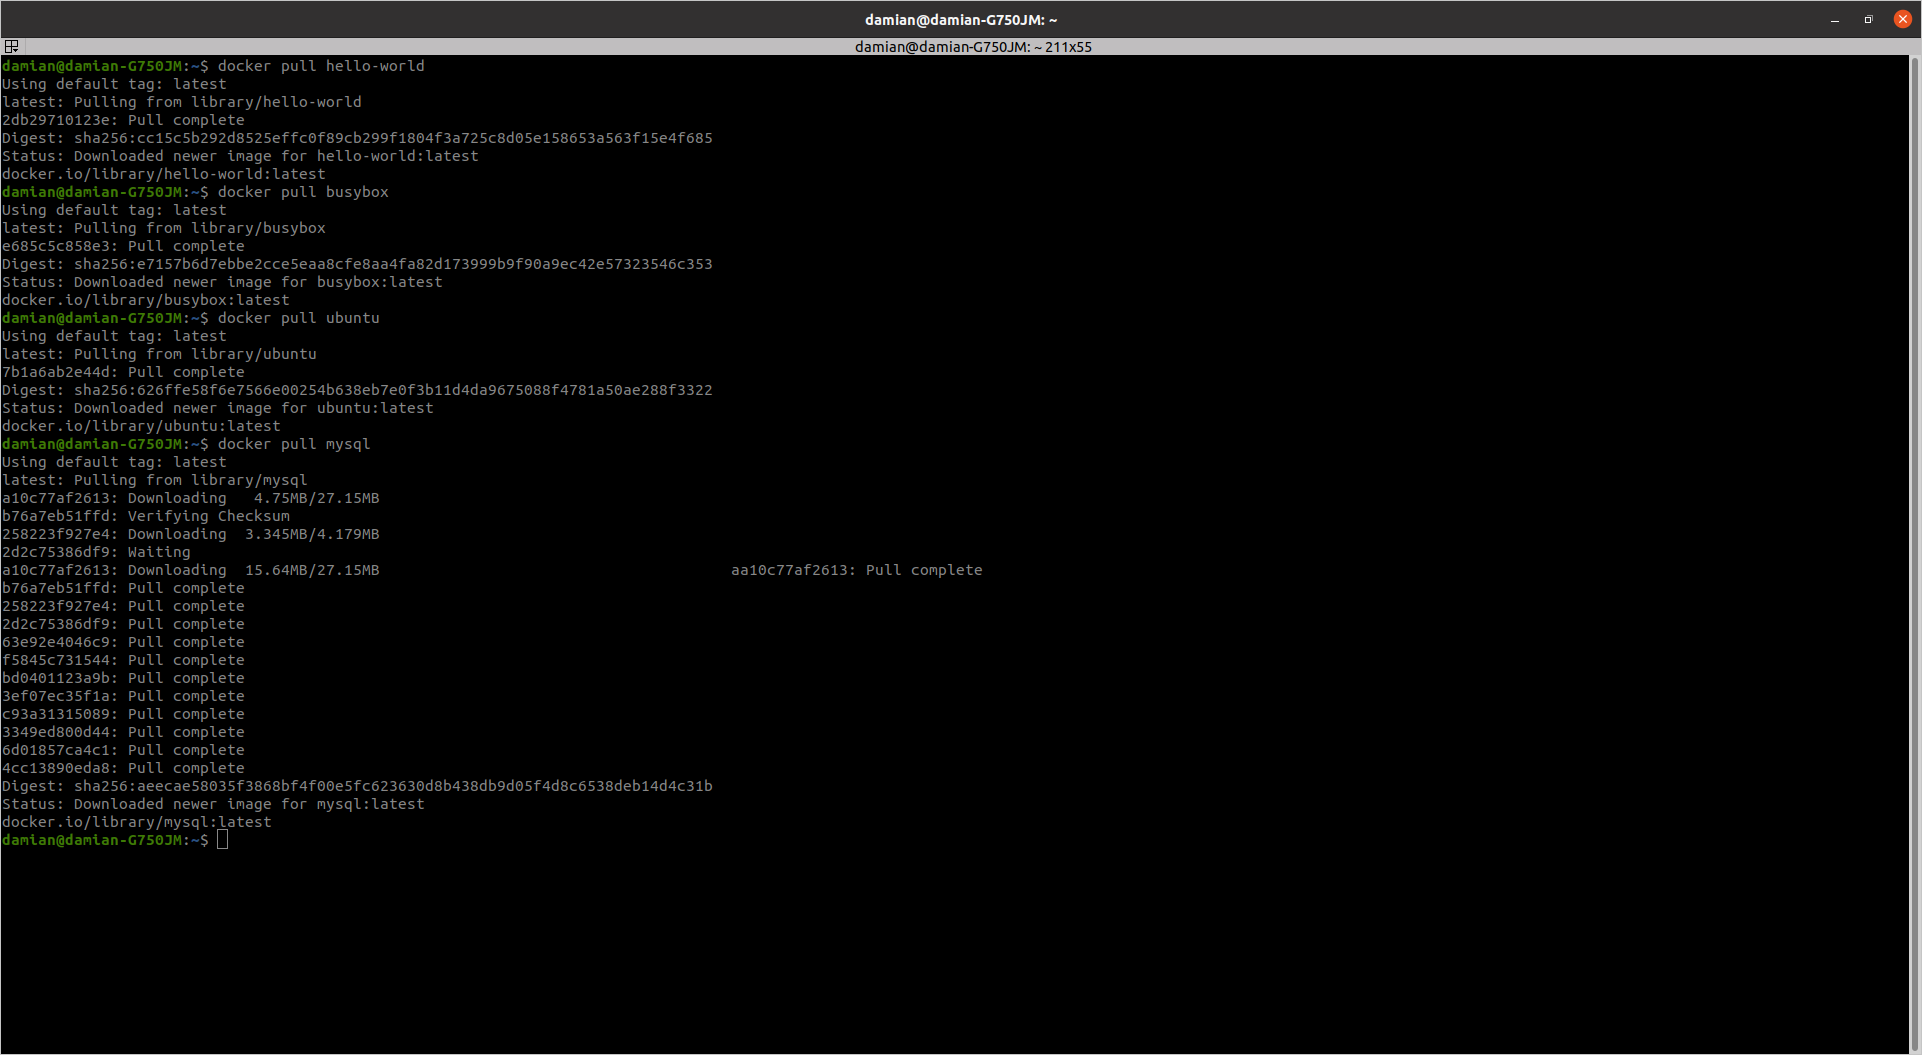 damian@damian-G750JM: ~
damian@damian-G750JM: ~ 211x55
damian@damian-G750JM:~$ docker pull hello-world
Using default tag: latest
latest: Pulling from library/hello-world
2db29710123e: Pull complete
Digest: sha256:cc15c5b292d8525effc0f89cb299f1804f3a725c8d05e158653a563f15e4f685
Status: Downloaded newer image for hello-world:latest
docker.io/library/hello-world:latest
damian@damian-G750JM:~$ docker pull busybox
Using default tag: latest
latest: Pulling from library/busybox
e685c5c858e3: Pull complete
Digest: sha256:e7157b6d7ebbe2cce5eaa8cfe8aa4fa82d173999b9f90a9ec42e57323546c353
Status: Downloaded newer image for busybox:latest
docker.io/library/busybox:latest
damian@damian-G750JM:~$ docker pull ubuntu
Using default tag: latest
latest: Pulling from library/ubuntu
7b1a6ab2e44d: Pull complete
Digest: sha256:626ffe58f6e7566e00254b638eb7e0f3b11d4da9675088f4781a50ae288f3322
Status: Downloaded newer image for ubuntu:latest
docker.io/library/ubuntu:latest
damian@damian-G750JM:~$ docker pull mysql
Using default tag: latest
latest: Pulling from library/mysql
a10c77af2613: Downloading   4.75MB/27.15MB
b76a7eb51ffd: Verifying Checksum
258223f927e4: Downloading  3.345MB/4.179MB
2d2c75386df9: Waiting
a10c77af2613: Downloading  15.64MB/27.15MB                                       aa10c77af2613: Pull complete
b76a7eb51ffd: Pull complete
258223f927e4: Pull complete
2d2c75386df9: Pull complete
63e92e4046c9: Pull complete
f5845c731544: Pull complete
bd0401123a9b: Pull complete
3ef07ec35f1a: Pull complete
c93a31315089: Pull complete
3349ed800d44: Pull complete
6d01857ca4c1: Pull complete
4cc13890eda8: Pull complete
Digest: sha256:aeecae58035f3868bf4f00e5fc623630d8b438db9d05f4d8c6538deb14d4c31b
Status: Downloaded newer image for mysql:latest
docker.io/library/mysql:latest
damian@damian-G750JM:~$